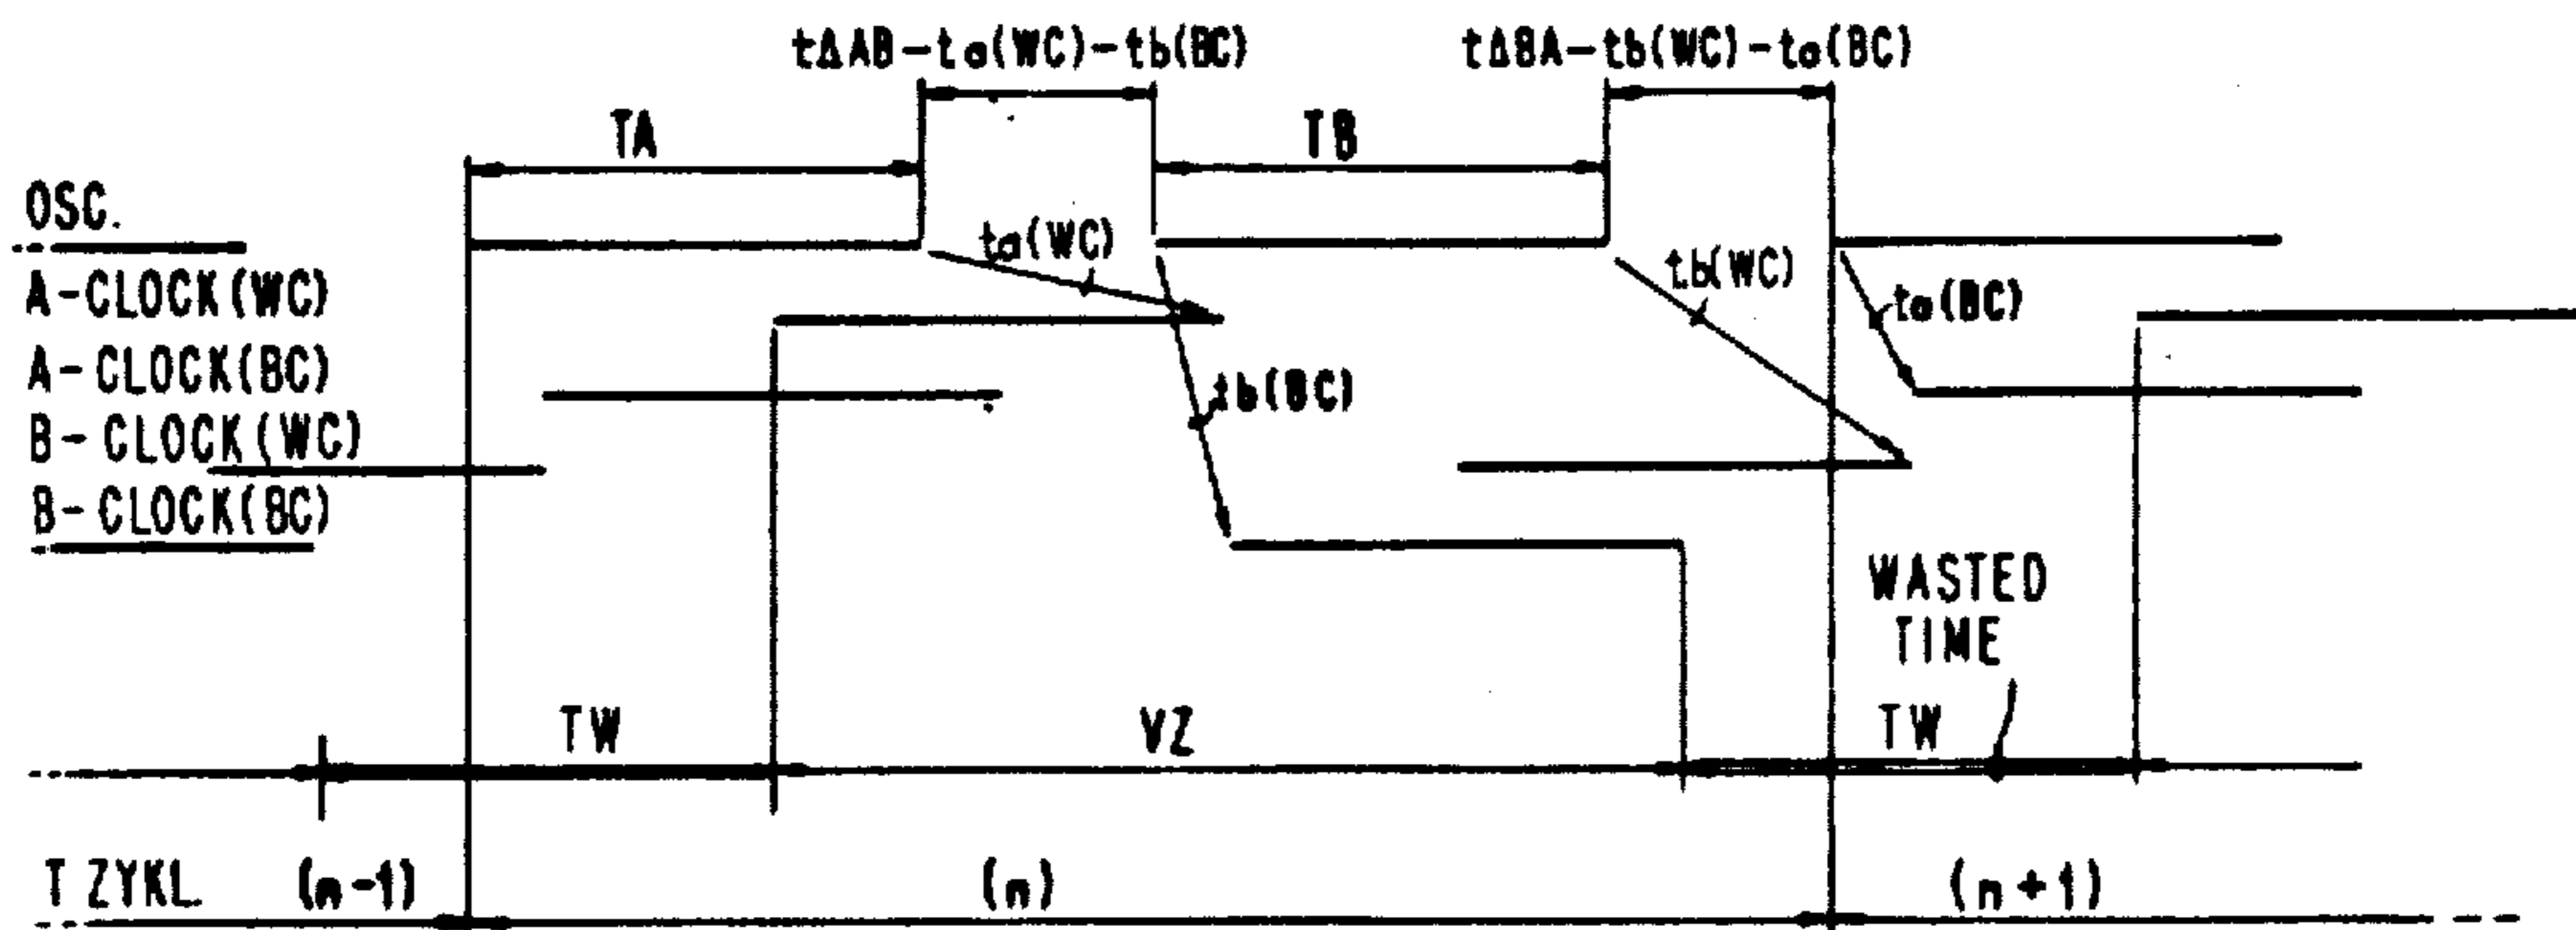 tΔAB-ta(WC)-tb(BC)
tΔBA-tb(WC)-ta(BC)
TA
TB
OSC.
ta(WC)
tb(WC)
A-CLOCK(WC)
ta(BC)
A-CLOCK(BC)
tb(BC)
B-CLOCK(WC)
B-CLOCK(BC)
WASTED
TIME
TW
VZ
TW
T ZYKL.
(n-1)
(n)
(n+1)